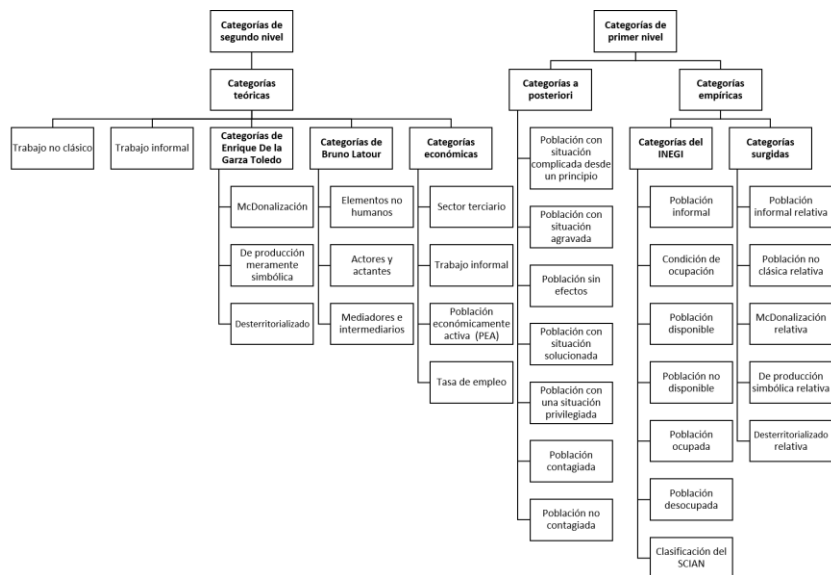 Categorías de
segundo nivel
Categorías de
primer nivel
Categorías
teóricas
Categorías a
posteriori
Categorías
empíricas
Trabajo no clásico
Trabajo informal
Categorías de
Enrique De la
Garza Toledo
Categorías de
Bruno Latour
Categorías
económicas
Categorías del
INEGI
Categorías
surgidas
McDonalización
De producción
meramente
simbólica
Desterritorializado
Elementos no
humanos
Actores y
actantes
Mediadores e
intermediarios
Sector terciario
Trabajo informal
Población
económicamente
activa (PEA)
Tasa de empleo
Población con
situación
complicada desde
un principio
Población con
situación
agravada
Población sin
efectos
Población con
situación
solucionada
Población con
una situación
privilegiada
Población
contagiada
Población no
contagiada
Población
informal
Condición de
ocupación
Población
disponible
Población no
disponible
Población
ocupada
Población
desocupada
Clasificación del
SCIAN
Población
informal relativa
Población no
clásica relativa
McDonalización
relativa
De producción
simbólica relativa
Desterritorializado
relativa